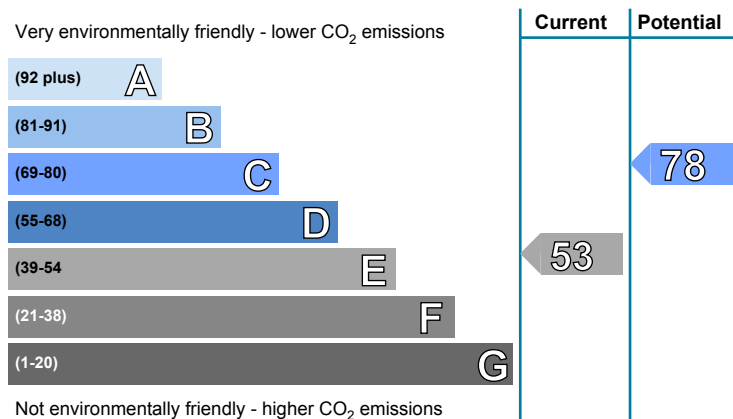 Current Potential
Very environmentally friendly - lower CO2 emissions
(92 plus) A
(81-91) B
(69-80) C
78
(55-68) D
(39-54 E
53
(21-38) F
(1-20) G
Not environmentally friendly - higher CO2 emissions